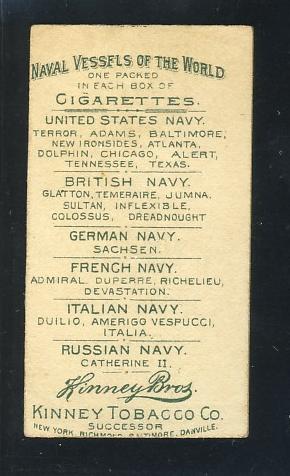 NAVAL VESSELS OF THE WORLD
ONE PACKED
IN EACH BOX OF
CIGARETTES.
UNITED STATES NAVY.
TERROR, ADAMS, BALTIMORE,
NEW IRONSIDES, ATLANTA,
DOLPHIN, CHICAGO, ALERT,
TENNESSEE, TEXAS.
BRITISH NAVY.
GLATTON, TEMERAIRE, JUMNA.
SULTAN, INFLEXIBLE,
COLOSSUS, DREADNOUGHT
GERMAN NAVY.
SACHSEN.
FRENCH NAVY.
ADMIRAL DUPERRE, RICHELIEU,
DEVASTATION.
ITALIAN NAVY.
DUILIO, AMERIGO VESPUCCI,
ITALIA.
RUSSIAN NAVY.
CATHERINE II.
Kinney Bros.
KINNEY TOBACCO CO.
SUCCESSOR
NEW YORK, RICHMOND, BALTIMORE, DANVILLE.